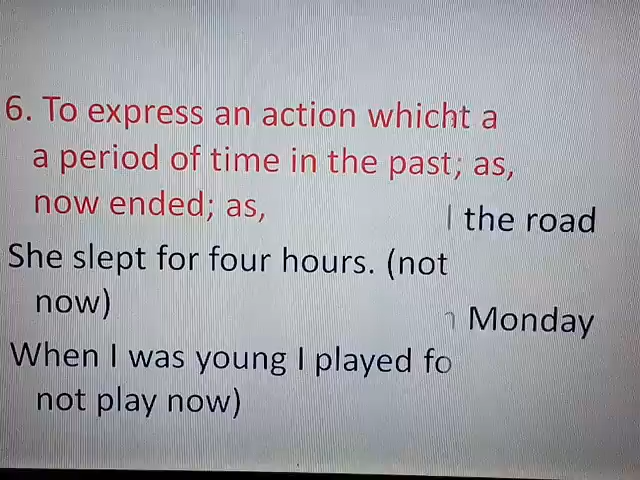 6. To express an action whicht a
a period of time in the past; as,
now ended; as,
the road
She slept for four hours. (not
now)
Monday
When I was young I played fo
not play now)